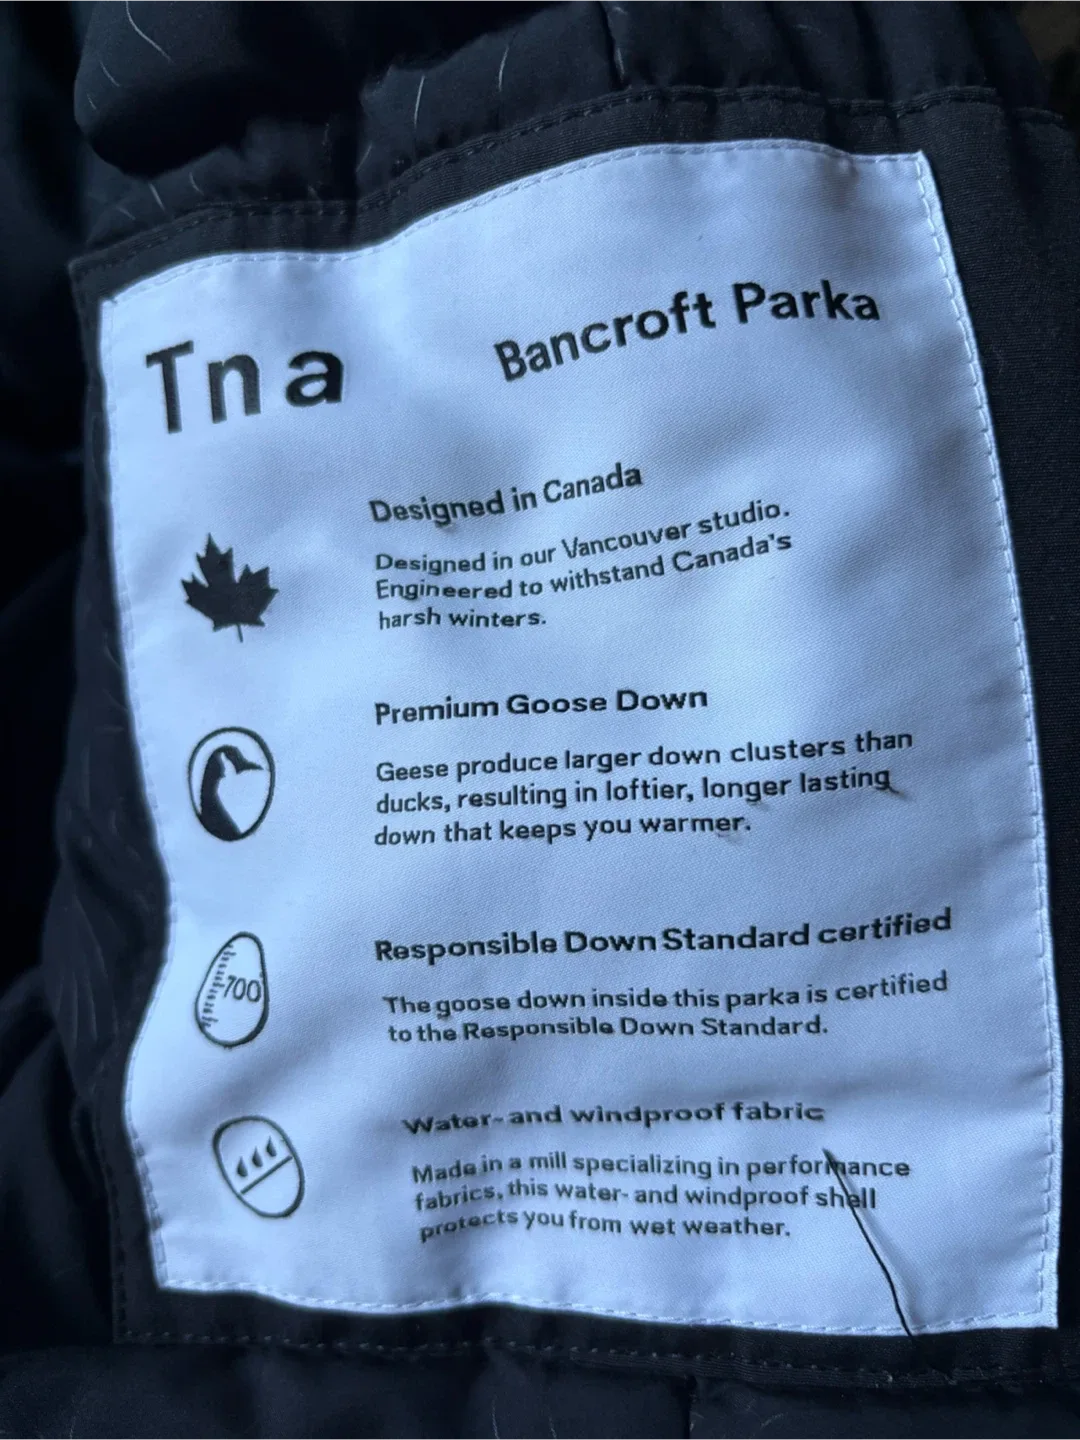 Tna
Bancroft Parka
Designed in Canada
Designed in our Vancouver studio.
Engineered to withstand Canada's
harsh winters.
Premium Goose Down
Geese produce larger down clusters than
ducks, resulting in loftier, longer lasting
down that keeps you warmer.
700
Responsible Down Standard certified
The goose down inside this parka is certified
to the Responsible Down Standard.
Water- and windproof fabric
Made in a mill specializing in performance
fabrics, this water- and windproof shell
protects you from wet weather.